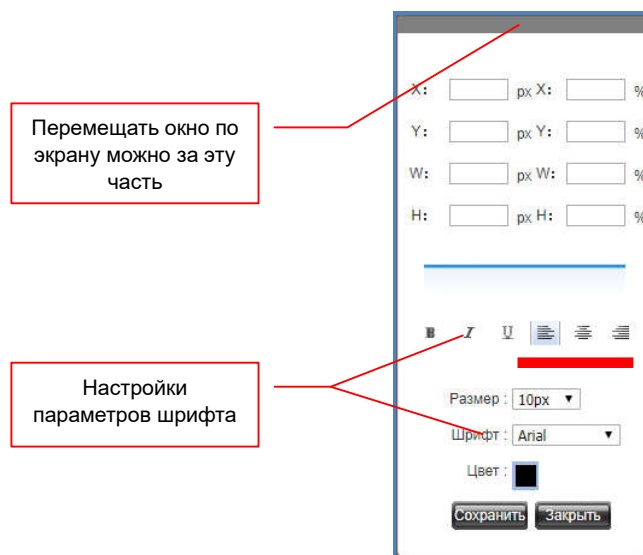 Перемещать окно по
экрану можно за эту
часть
X: px X: %
Y: px Y: %
W: px W: %
H: px H: %
B I U
Настройки
параметров шрифта
Размер : 10px
Шрифт : Arial
Цвет :
Сохранить Закрыть